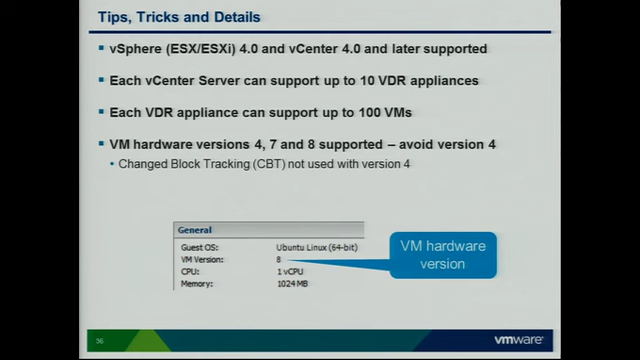 Tips, Tricks and Details
vSphere (ESX/ESXi) 4.0 and vCenter 4.0 and later supported
Each vCenter Server can support up to 10 VDR appliances
Each VDR appliance can support up to 100 VMs
VM hardware versions 4, 7 and 8 supported – avoid version 4
Changed Block Tracking (CBT) not used with version 4
General
Guest OS: Ubuntu Linux (64-bit)
VM Version: 8
CPU: 1 vCPU
Memory: 1024 MB
VM hardware
version
36
vmware